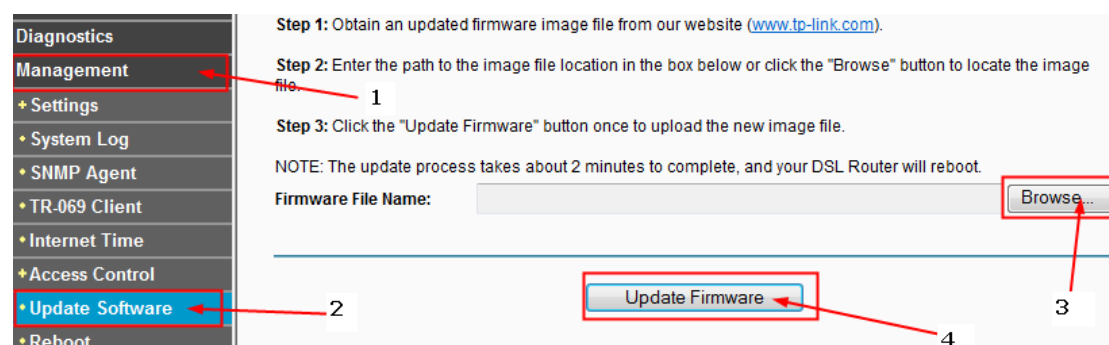 Diagnostics
Management
+ Settings
• System Log
• SNMP Agent
• TR-069 Client
• Internet Time
+ Access Control
• Update Software
• Reboot
Step 1: Obtain an updated firmware image file from our website (www.tp-link.com).
Step 2: Enter the path to the image file location in the box below or click the "Browse" button to locate the image
file.
Step 3: Click the "Update Firmware" button once to upload the new image file.
NOTE: The update process takes about 2 minutes to complete, and your DSL Router will reboot.
Firmware File Name:
Browse...
Update Firmware
1
2
3
4